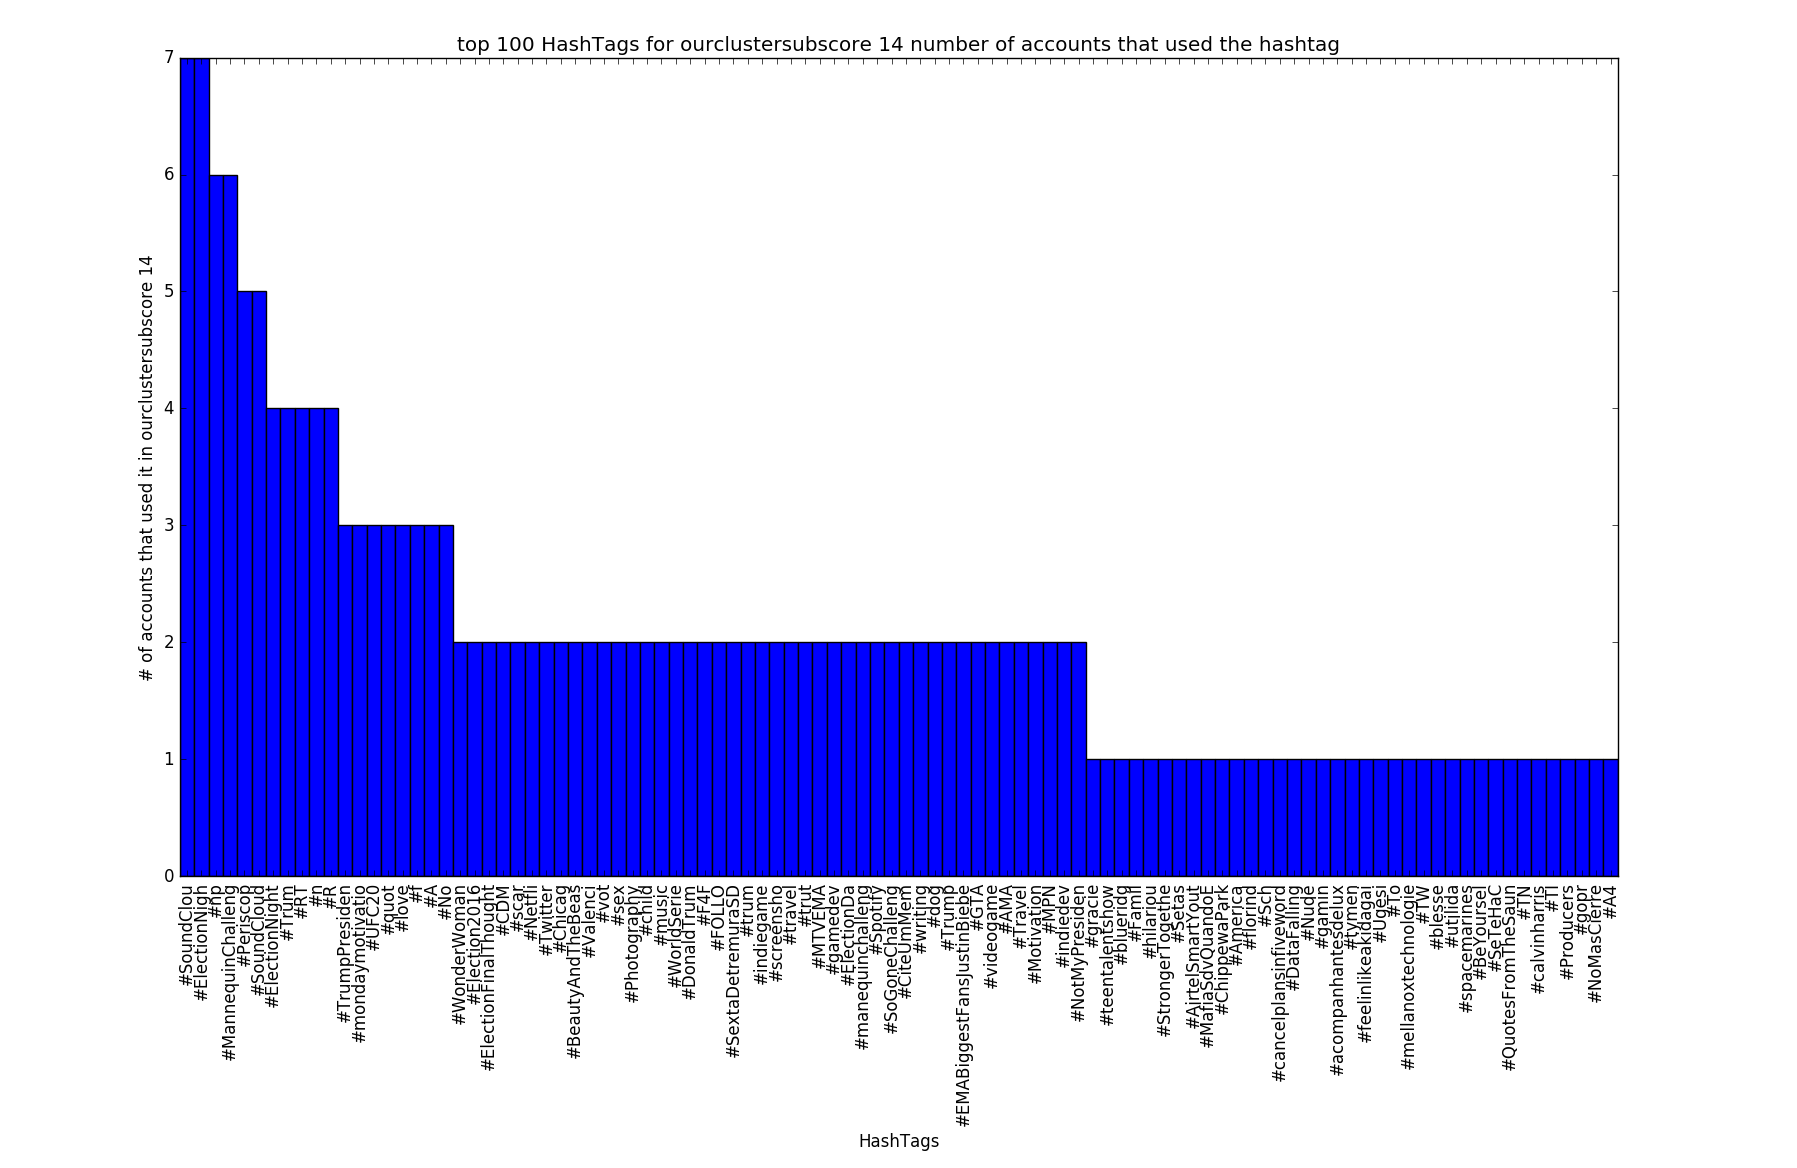 top 100 HashTags for ourclustersubscore 14 number of accounts that used the hashtag
# of accounts that used it in ourclustersubscore 14
7
6
5
4
3
2
1
0
#SoundClou
#ElectionNigh
#np
#MannequinChalleng
#Periscop
#SoundCloud
#ElectionNight
#Trum
#RT
#n
#R
#TrumpPresiden
#mondaymotivatio
#UFC20
#quot
#love
#f
#A
#No
#WonderWoman
#Election2016
#ElectionFinalThought
#CDM
#scar
#Netfli
#Twitter
#Chicag
#BeautyAndTheBeas
#Valenci
#vot
#sex
#Photography
#child
#music
#WorldSerie
#DonaldTrum
#F4F
#FOLLO
#SextaDetremuraSD
#trum
#indiegame
#screensho
#travel
#trut
#MTVEMA
#gamedev
#ElectionDa
#manequinchalleng
#Spotify
#SoGoneChalleng
#CiteUmMem
#writing
#dog
#Trump
#EMABiggestFansJustinBiebe
#GTA
#videogame
#AMA
#Travel
#Motivation
#MPN
#indiedev
#NotMyPresiden
#gracie
#teentalentshow
#blueridg
#Famil
#hilariou
#StrongerTogethe
#Setas
#AirtelSmartYout
#MafiaSdvQuandoE
#ChippewaPark
#America
#florind
#Sch
#cancelplansinfiveword
#DataFalling
#Nude
#gamin
#acompanhantesdelux
#tymen
#feelinlikeakidagai
#Ugesi
#To
#mellanoxtechnologie
#TW
#blesse
#utilida
#spacemarines
#BeYoursel
#SeTeHaC
#QuotesFromTheSaun
#TN
#calvinharris
#TI
#Producers
#gopr
#NoMasCierre
#A4
HashTags